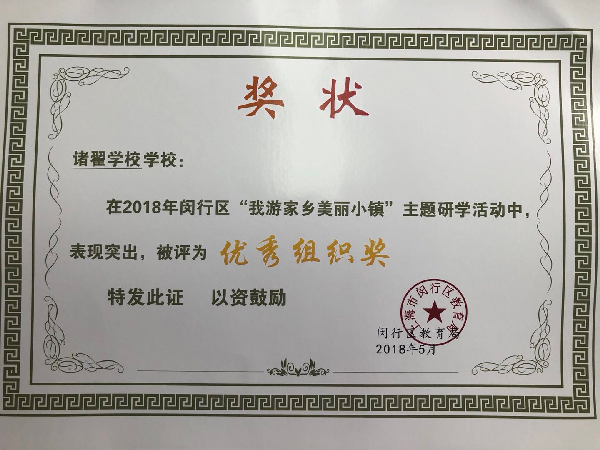 奖 状
诸翟学校学校：
在2018年闵行区“我游家乡美丽小镇”主题研学活动中，
表现突出，被评为 优秀组织奖
特发此证 以资鼓励
上海市闵行区教育局
闵行区教育局
2018年5月